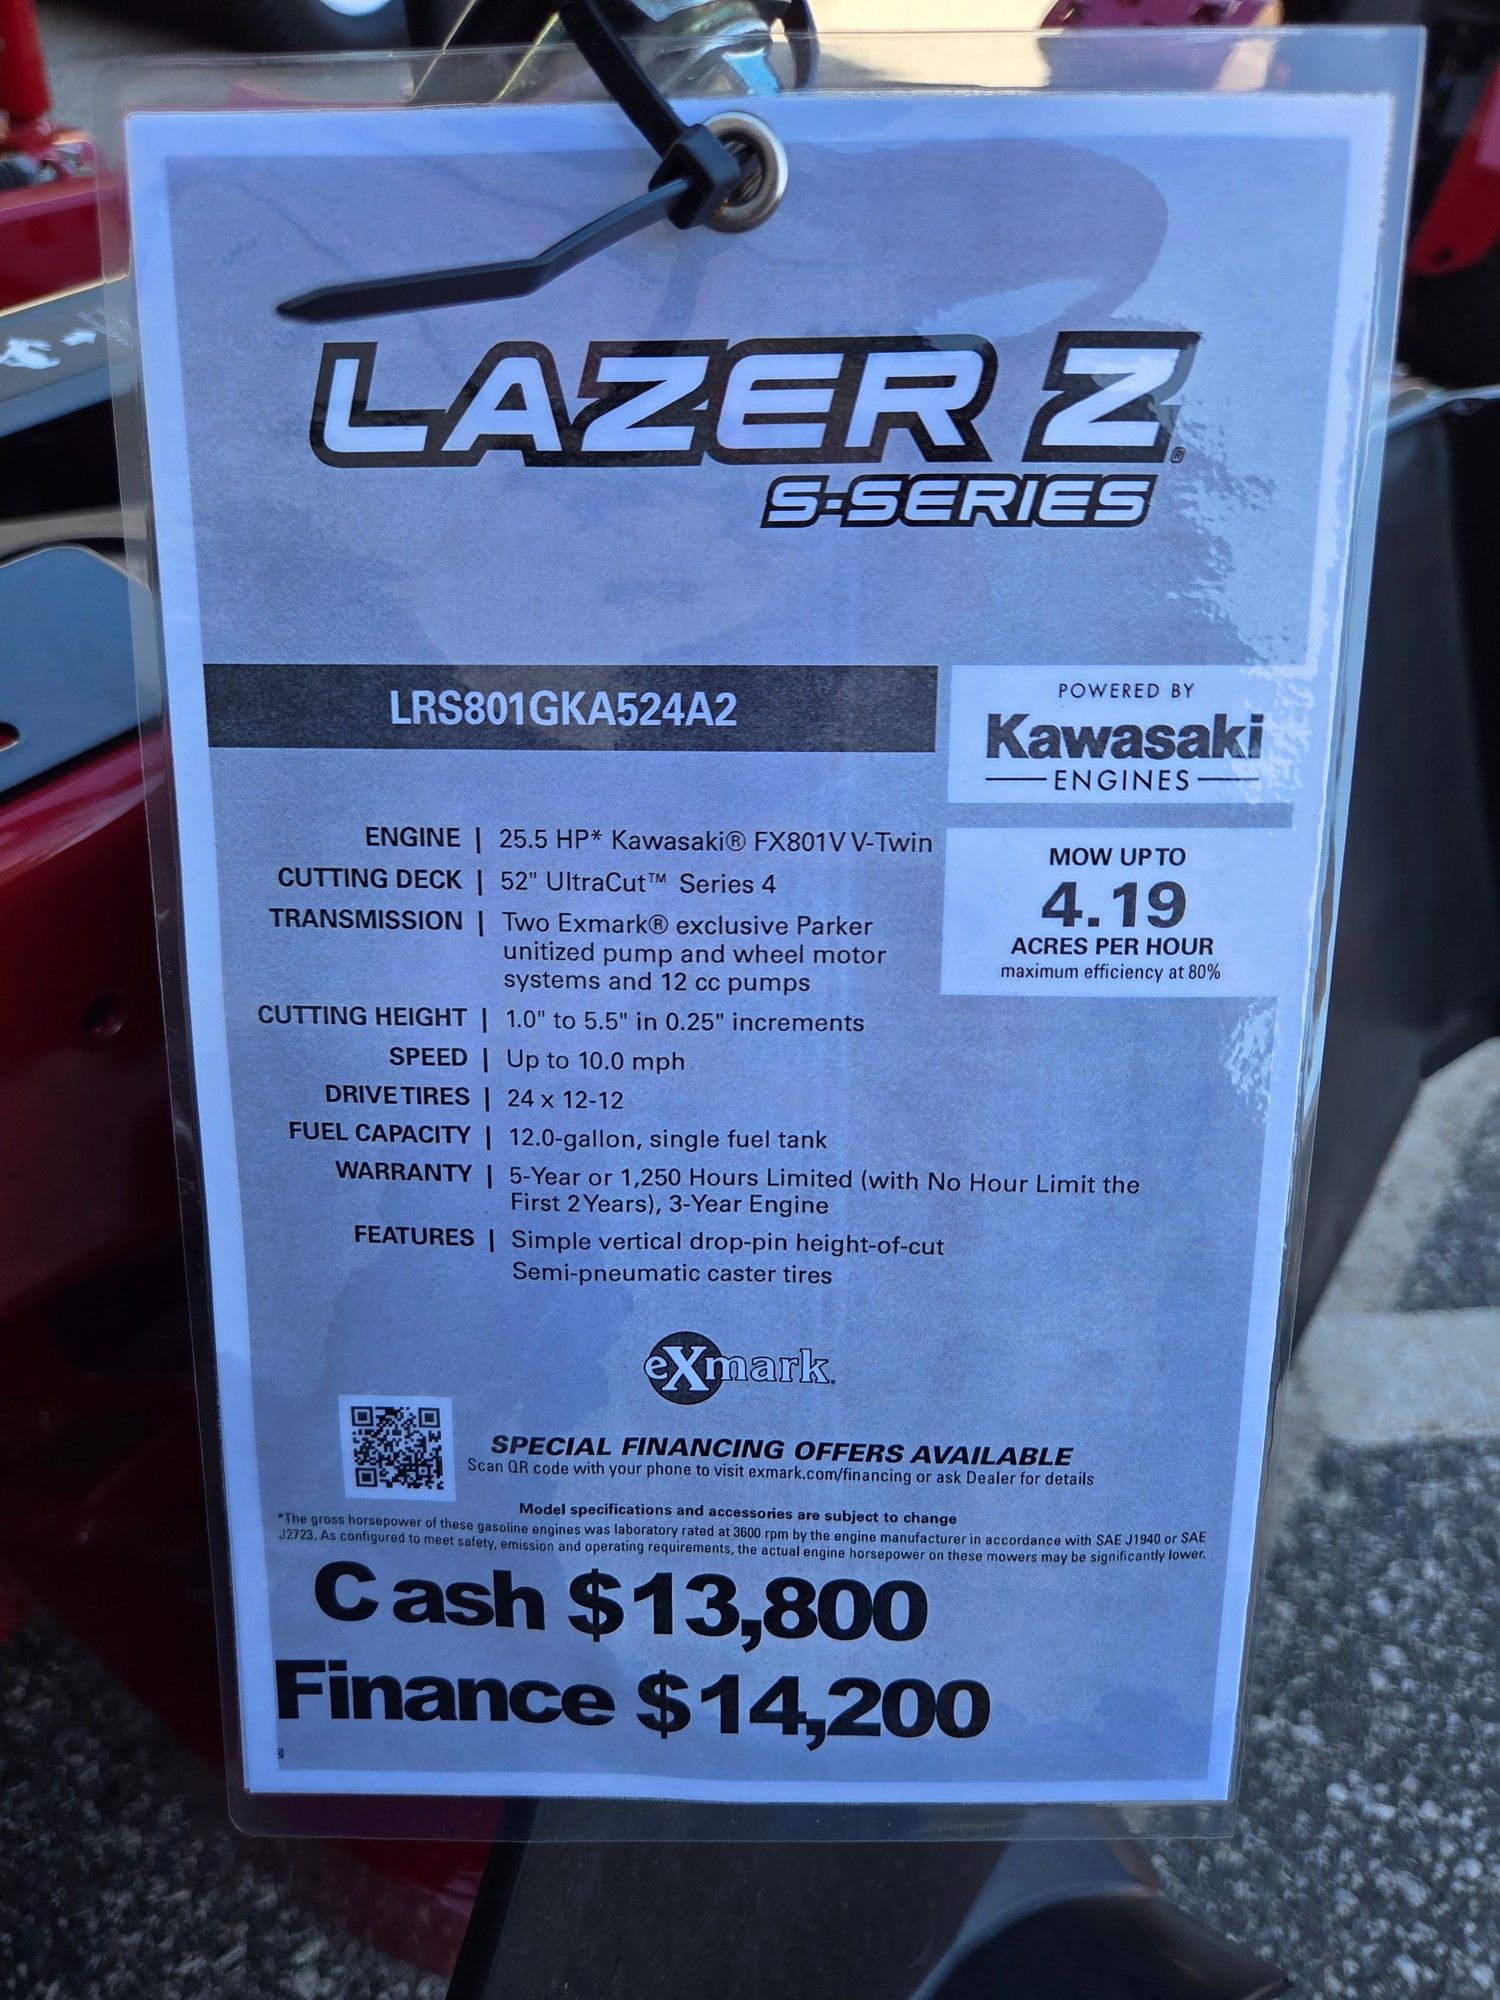 LAZER Z®
S-SERIES
LRS801GKA524A2
POWERED BY
Kawasaki
ENGINES
ENGINE | 25.5 HP* Kawasaki® FX801V V-Twin
CUTTING DECK | 52" UltraCut™ Series 4
TRANSMISSION | Two Exmark® exclusive Parker
unitized pump and wheel motor
systems and 12 cc pumps
CUTTING HEIGHT | 1.0" to 5.5" in 0.25" increments
SPEED | Up to 10.0 mph
DRIVE TIRES | 24 x 12-12
FUEL CAPACITY | 12.0-gallon, single fuel tank
WARRANTY | 5-Year or 1,250 Hours Limited (with No Hour Limit the
First 2 Years), 3-Year Engine
FEATURES | Simple vertical drop-pin height-of-cut
Semi-pneumatic caster tires
MOW UP TO
4.19
ACRES PER HOUR
maximum efficiency at 80%
eXmark.
SPECIAL FINANCING OFFERS AVAILABLE
Scan QR code with your phone to visit exmark.com/financing or ask Dealer for details
Model specifications and accessories are subject to change
*The gross horsepower of these gasoline engines was laboratory rated at 3600 rpm by the engine manufacturer in accordance with SAE J1940 or SAE
J2723. As configured to meet safety, emission and operating requirements, the actual engine horsepower on these mowers may be significantly lower.
Cash $13,800
Finance $14,200